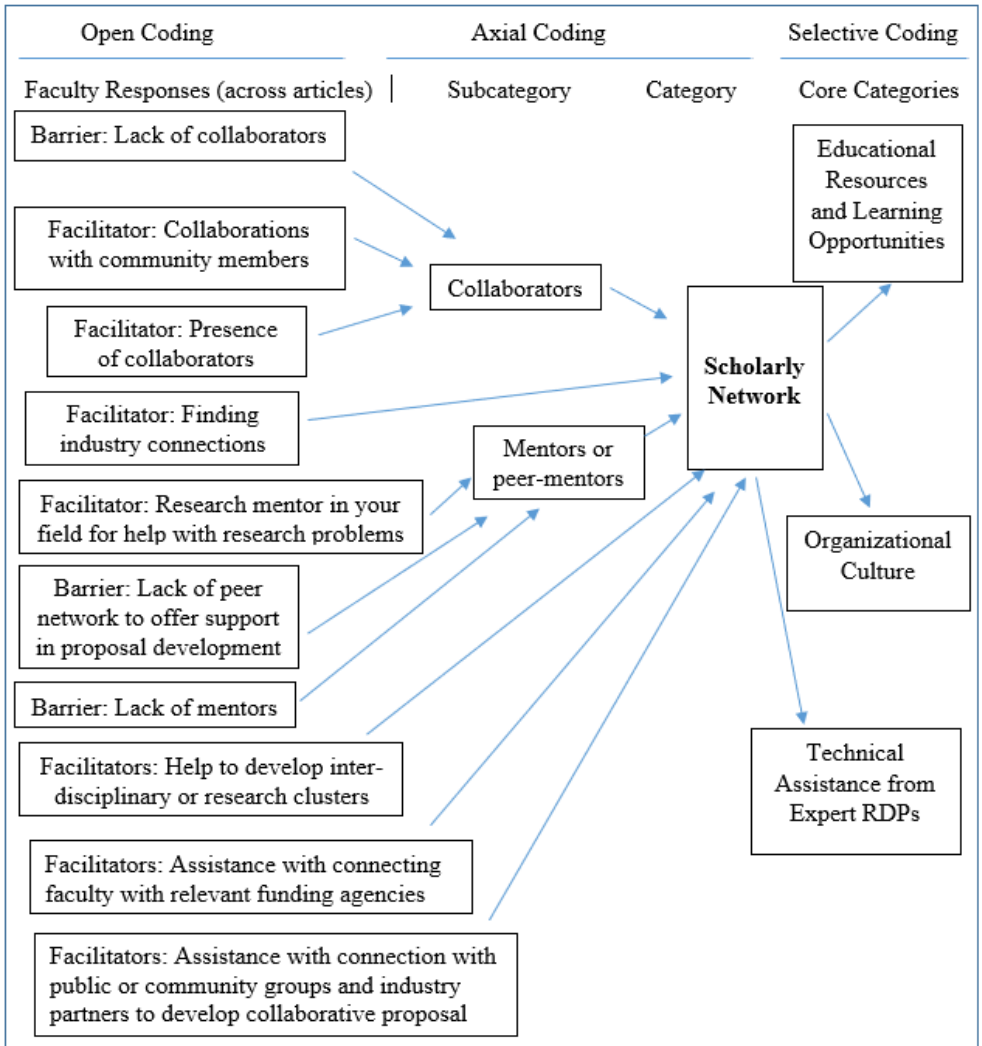 Open Coding
Axial Coding
Selective Coding
Faculty Responses (across articles)
Subcategory
Category
Core Categories
Barrier: Lack of collaborators
Facilitator: Collaborations
with community members
Facilitator: Presence
of collaborators
Facilitator: Finding
industry connections
Facilitator: Research mentor in your
field for help with research problems
Barrier: Lack of peer
network to offer support
in proposal development
Barrier: Lack of mentors
Facilitators: Help to develop inter-
disciplinary or research clusters
Facilitators: Assistance with connecting
faculty with relevant funding agencies
Facilitators: Assistance with connection with
public or community groups and industry
partners to develop collaborative proposal
Collaborators
Mentors or
peer-mentors
Scholarly
Network
Educational
Resources
and Learning
Opportunities
Organizational
Culture
Technical
Assistance from
Expert RDPs